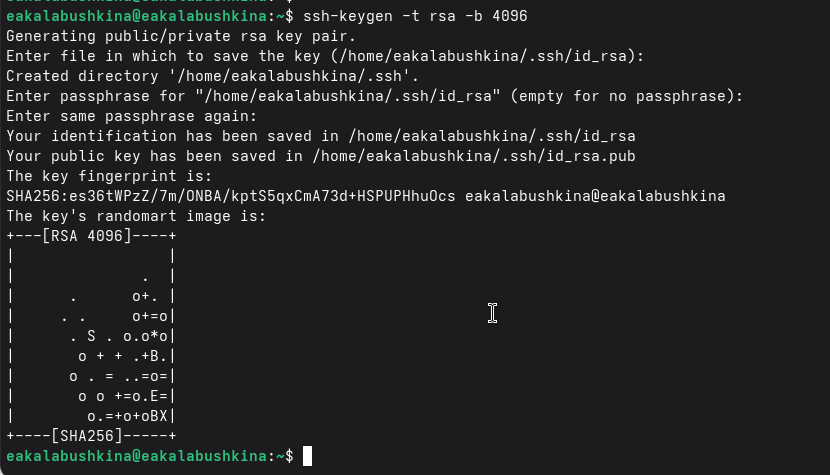 eakalabushkina@eakalabushkina:~$ ssh-keygen -t rsa -b 4096
Generating public/private rsa key pair.
Enter file in which to save the key (/home/eakalabushkina/.ssh/id_rsa):
Created directory '/home/eakalabushkina/.ssh'.
Enter passphrase for "/home/eakalabushkina/.ssh/id_rsa" (empty for no passphrase):
Enter same passphrase again:
Your identification has been saved in /home/eakalabushkina/.ssh/id_rsa
Your public key has been saved in /home/eakalabushkina/.ssh/id_rsa.pub
The key fingerprint is:
SHA256:es36tWPzZ/7m/ONBA/kptS5qxCmA73d+HSPUPHhuOcs eakalabushkina@eakalabushkina
The key's randomart image is:
+---[RSA 4096]----+
|                 |
|              .  |
|      .      o+. |
|     . .     o+=o|
|      . S . o.o*o|
|       o + + .+B.|
|      o . = ..=o=|
|       o o +=o.E=|
|        o.=+o+oBX|
+----[SHA256]-----+
eakalabushkina@eakalabushkina:~$